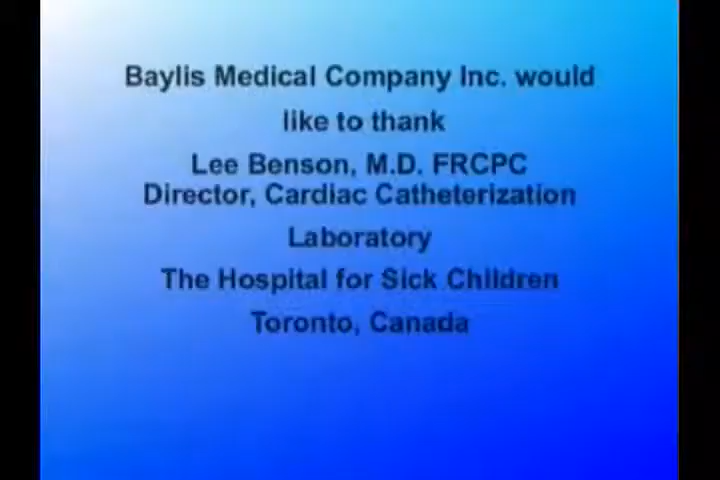 Baylis Medical Company Inc. would
like to thank
Lee Benson, M.D. FRCPC
Director, Cardiac Catheterization
Laboratory
The Hospital for Sick Children
Toronto, Canada